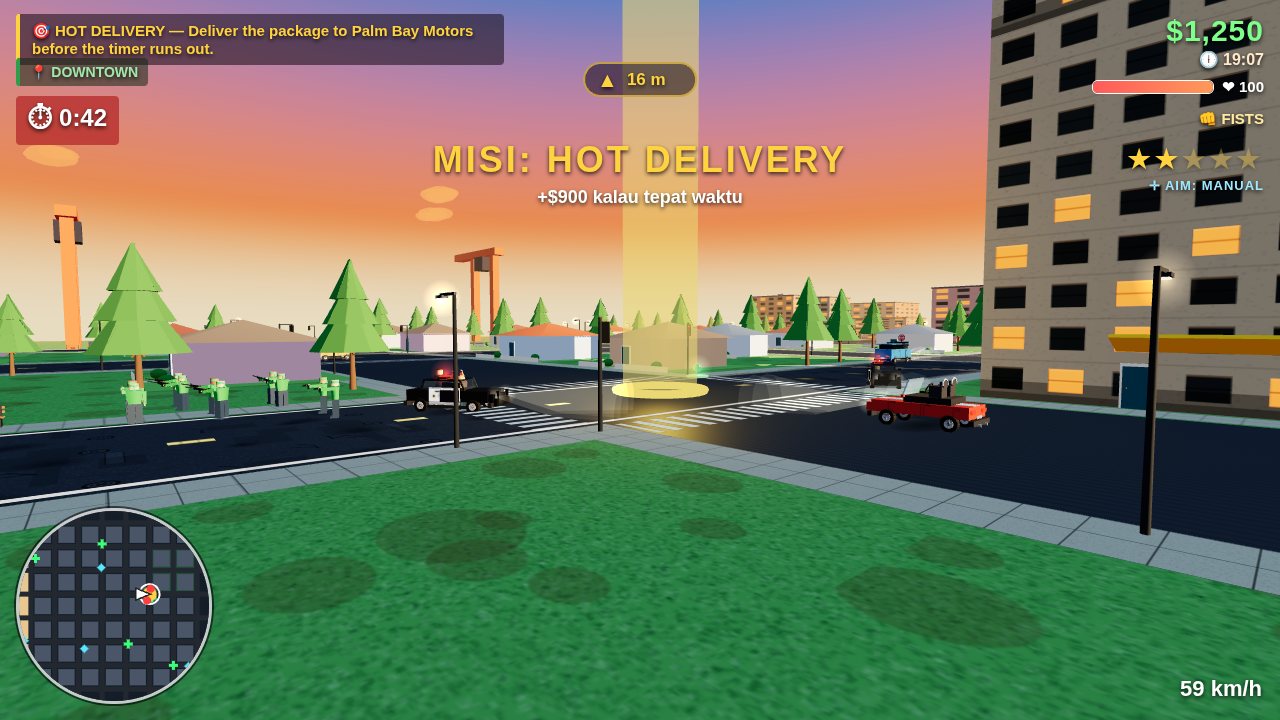 🎯 HOT DELIVERY — Deliver the package to Palm Bay Motors
before the timer runs out.
📍 DOWNTOWN
⏱ 0:42
▲ 16 m
MISI: HOT DELIVERY
+$900 kalau tepat waktu
$1,250
🕖 19:07
❤ 100
👊 FISTS
★★★★★
✛ AIM: MANUAL
59 km/h